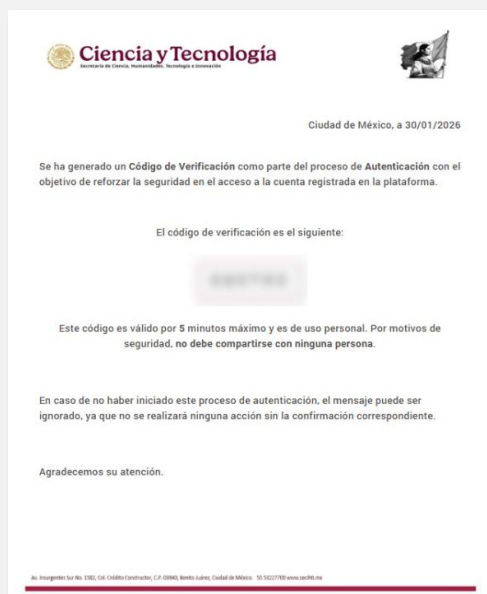 Ciencia y Tecnología
Secretaría de Ciencia, Humanidades, Tecnología e Innovación
Ciudad de México, a 30/01/2026
Se ha generado un Código de Verificación como parte del proceso de Autenticación con el
objetivo de reforzar la seguridad en el acceso a la cuenta registrada en la plataforma.
El código de verificación es el siguiente:
Este código es válido por 5 minutos máximo y es de uso personal. Por motivos de
seguridad, no debe compartirse con ninguna persona.
En caso de no haber iniciado este proceso de autenticación, el mensaje puede ser
ignorado, ya que no se realizará ninguna acción sin la confirmación correspondiente.
Agradecemos su atención.
Av. Insurgentes Sur No. 1582, Col. Crédito Constructor, C.P. 03940, Benito Juárez, Ciudad de México. 55 53227700 www.secihti.mx